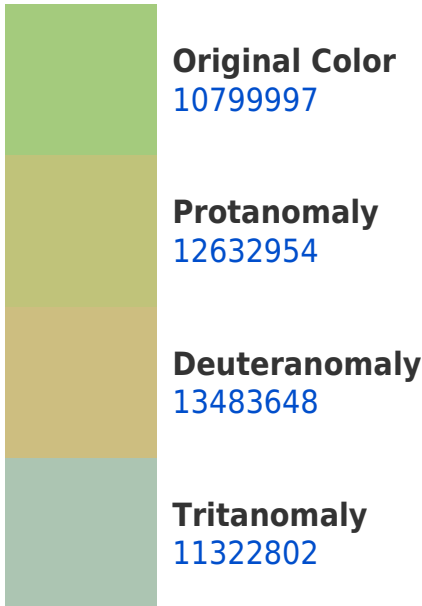 Original Color
10799997
Protanomaly
12632954
Deuteranomaly
13483648
Tritanomaly
11322802